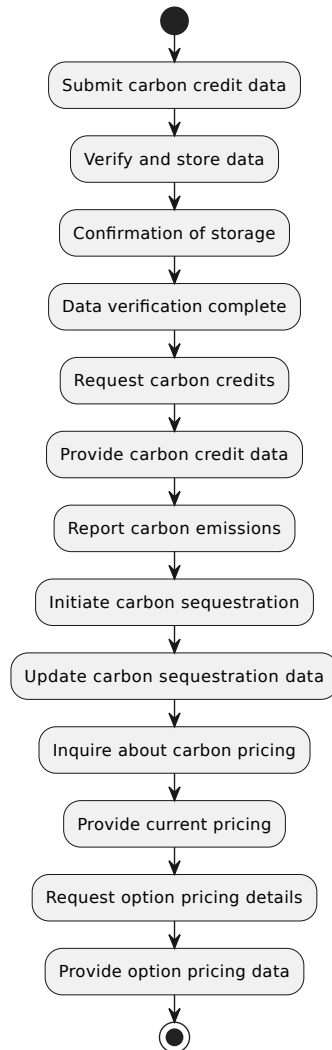 Submit carbon credit data
Verify and store data
Confirmation of storage
Data verification complete
Request carbon credits
Provide carbon credit data
Report carbon emissions
Initiate carbon sequestration
Update carbon sequestration data
Inquire about carbon pricing
Provide current pricing
Request option pricing details
Provide option pricing data